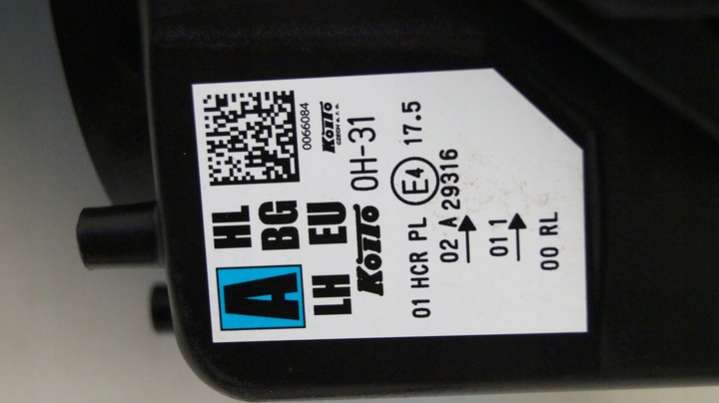 A HL
BG
0066084
LH EU
KOITO
CZECH s.r.o.
KOITO 0H-31
01 HCR PL E4 17.5
02 A 29316
→
01 1
→
00 RL